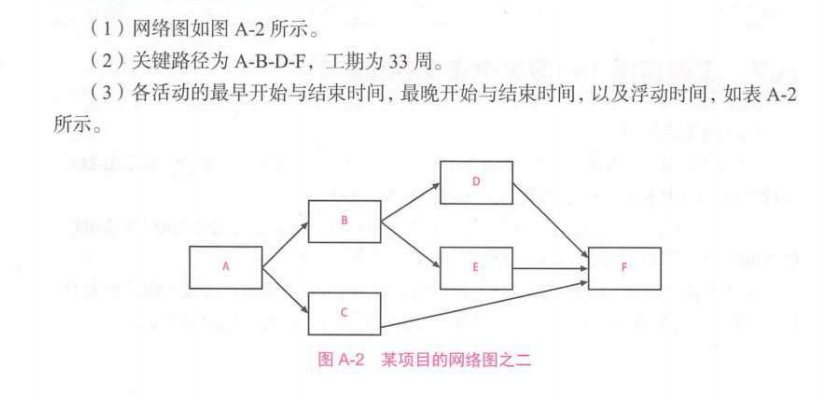 （1）网络图如图 A-2 所示。
（2）关键路径为 A-B-D-F，工期为 33 周。
（3）各活动的最早开始与结束时间，最晚开始与结束时间，以及浮动时间，如表 A-2
所示。
D
B
A
E
F
C
图 A-2 某项目的网络图之二